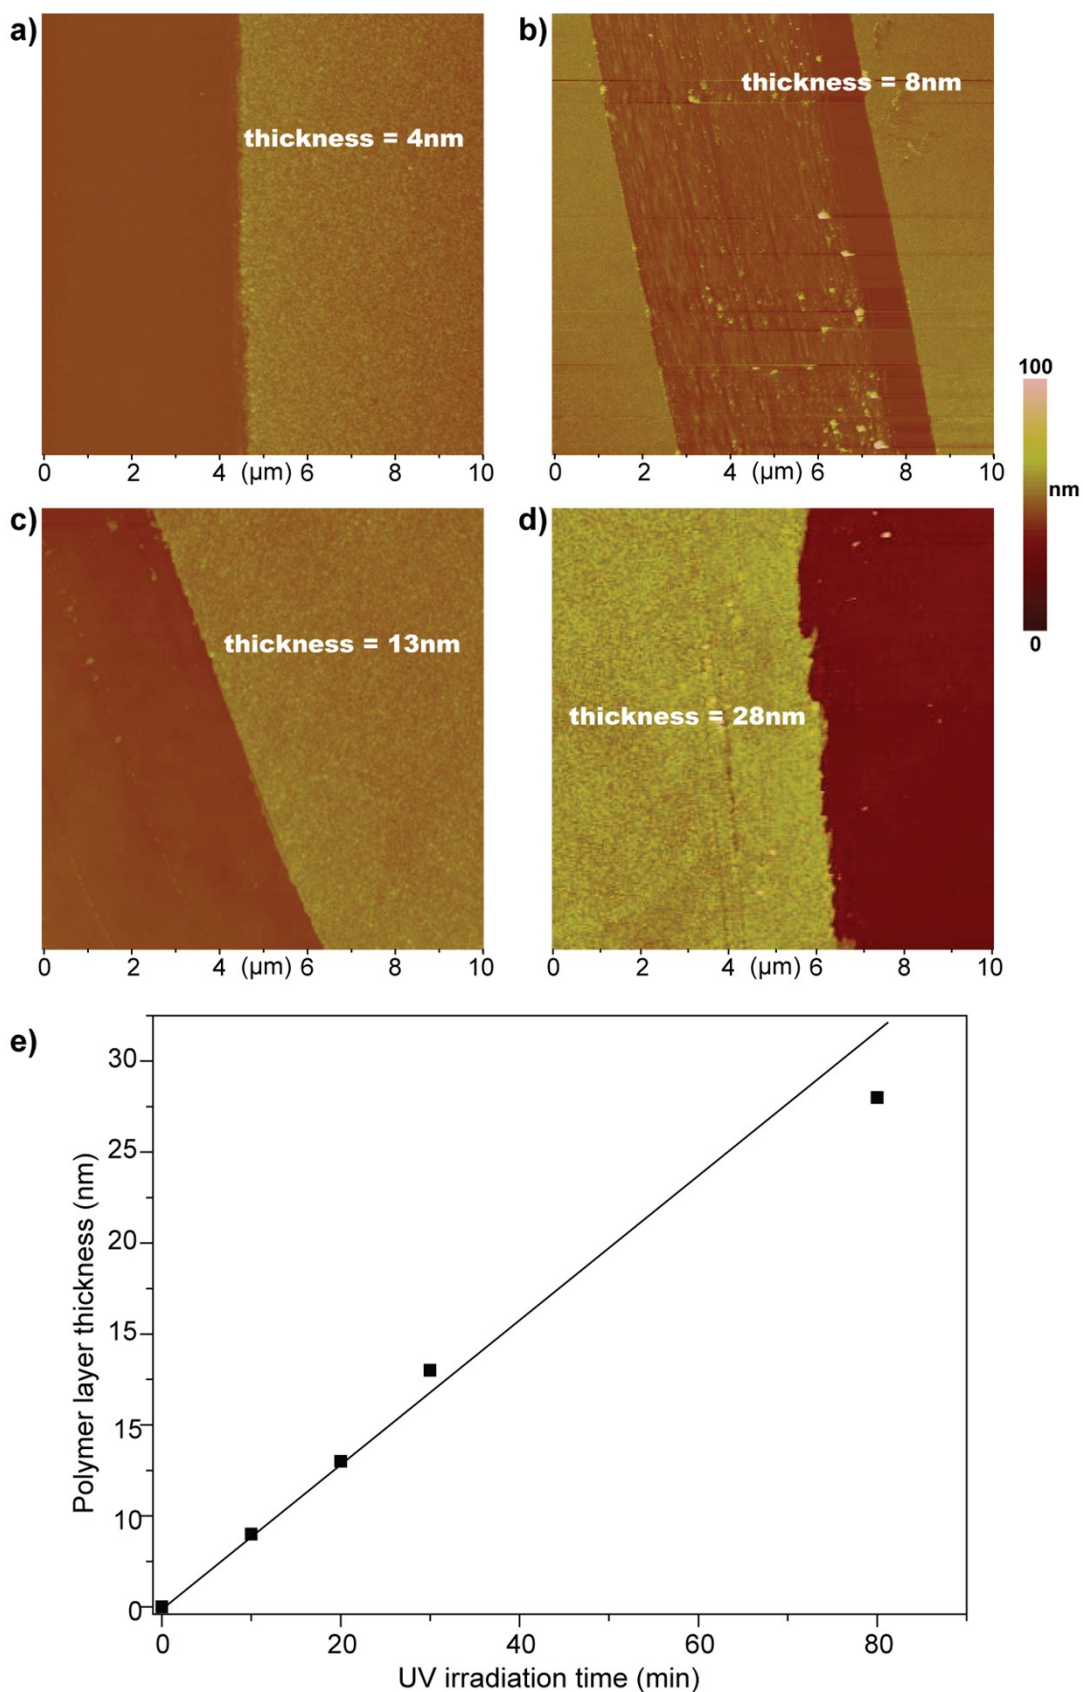 a)
thickness = 4nm
0 2 4 (µm) 6 8 10
b)
thickness = 8nm
0 2 4 (µm) 6 8 10
100
nm
0
c)
thickness = 13nm
0 2 4 (µm) 6 8 10
d)
thickness = 28nm
0 2 4 (µm) 6 8 10
e)
Polymer layer thickness (nm)
30
25
20
15
15
10
0
0 20 40 60 80
UV irradiation time (min)